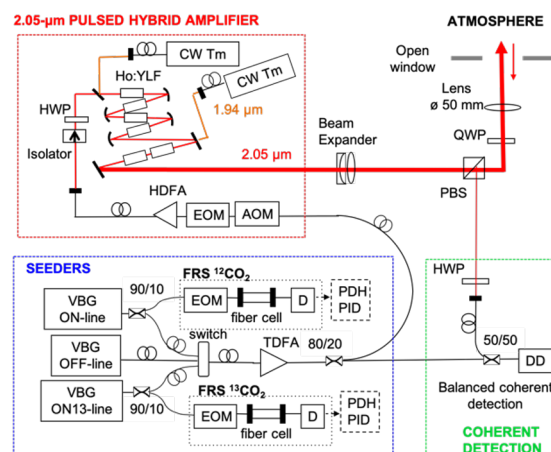 2.05-µm PULSED HYBRID AMPLIFIER
ATMOSPHERE
CW Tm
Open
window
Ho:YLF
CW Tm
Lens
ø 50 mm
HWP
1.94 µm
Isolator
QWP
Beam
Expander
2.05 µm
PBS
HDFA
EOM
AOM
HWP
SEEDERS
FRS ¹²CO₂
90/10
VBG
ON-line
EOM
D
PDH
PID
fiber cell
switch
TDFA
80/20
50/50
VBG
OFF-line
DD
FRS ¹³CO₂
Balanced coherent
detection
VBG
ON13-line
90/10
EOM
D
PDH
PID
fiber cell
COHERENT
DETECTION